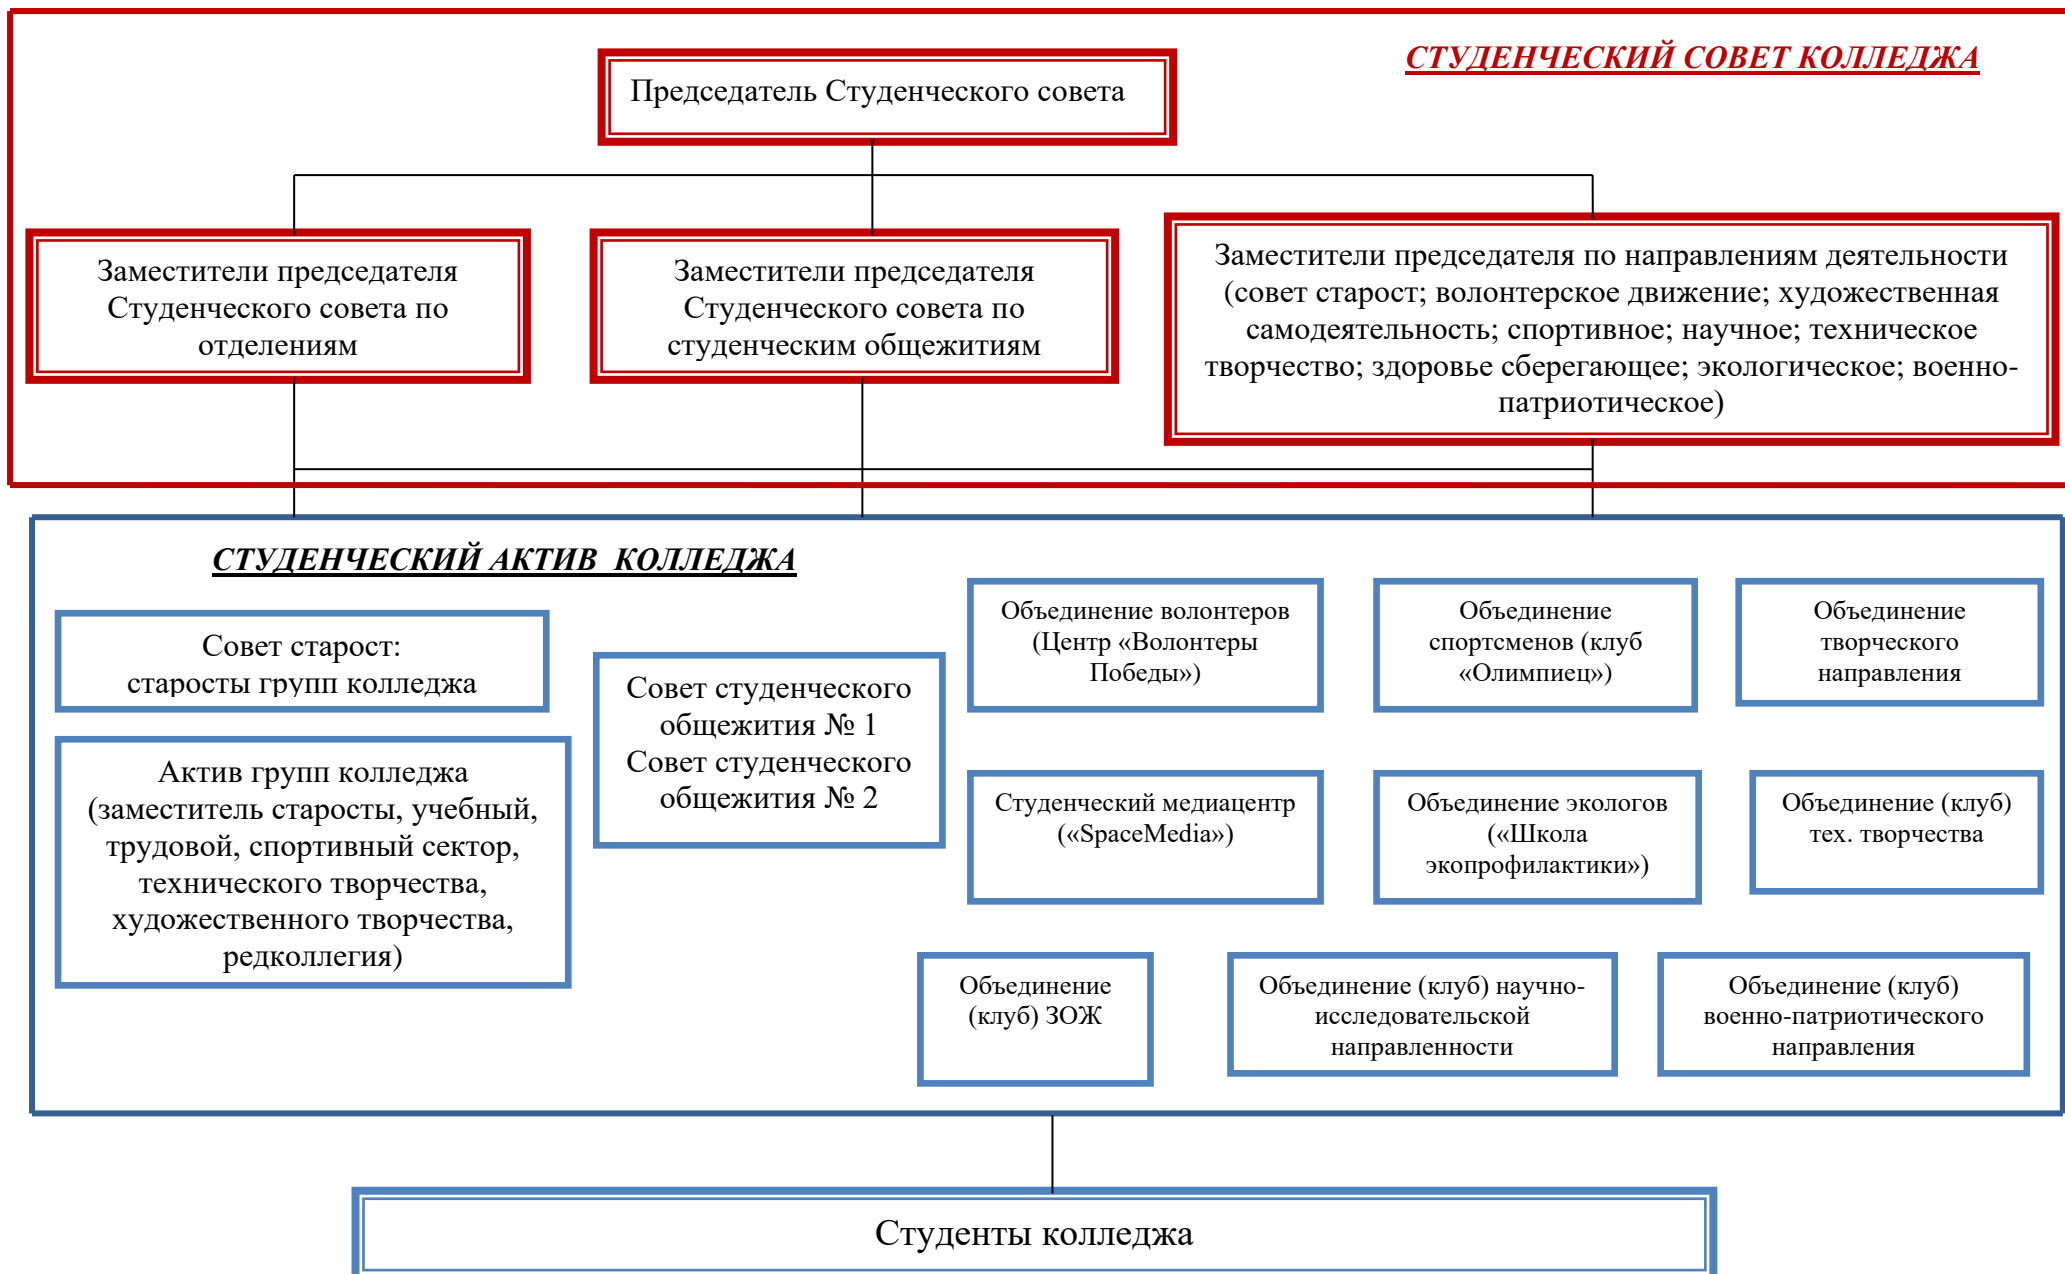 СТУДЕНЧЕСКИЙ СОВЕТ КОЛЛЕДЖА
Председатель Студенческого совета
Заместители председателя
Студенческого совета по
отделениям
Заместители председателя
Студенческого совета по
студенческим общежитиям
Заместители председателя по направлениям деятельности
(совет старост; волонтерское движение; художественная
самодеятельность; спортивное; научное; техническое
творчество; здоровье сберегающее; экологическое; военно-
патриотическое)
СТУДЕНЧЕСКИЙ АКТИВ КОЛЛЕДЖА
Совет старост:
старосты групп колледжа
Актив групп колледжа
(заместитель старосты, учебный,
трудовой, спортивный сектор,
технического творчества,
художественного творчества,
редколлегия)
Совет студенческого
общежития № 1
Совет студенческого
общежития № 2
Объединение волонтеров
(Центр «Волонтеры
Победы»)
Объединение
спортсменов (клуб
«Олимпиец»)
Объединение
творческого
направления
Студенческий медиацентр
(«SpaceMedia»)
Объединение экологов
(«Школа
экопрофилактики»)
Объединение (клуб)
тех. творчества
Объединение
(клуб) ЗОЖ
Объединение (клуб) научно-
исследовательской
направленности
Объединение (клуб)
военно-патриотического
направления
Студенты колледжа